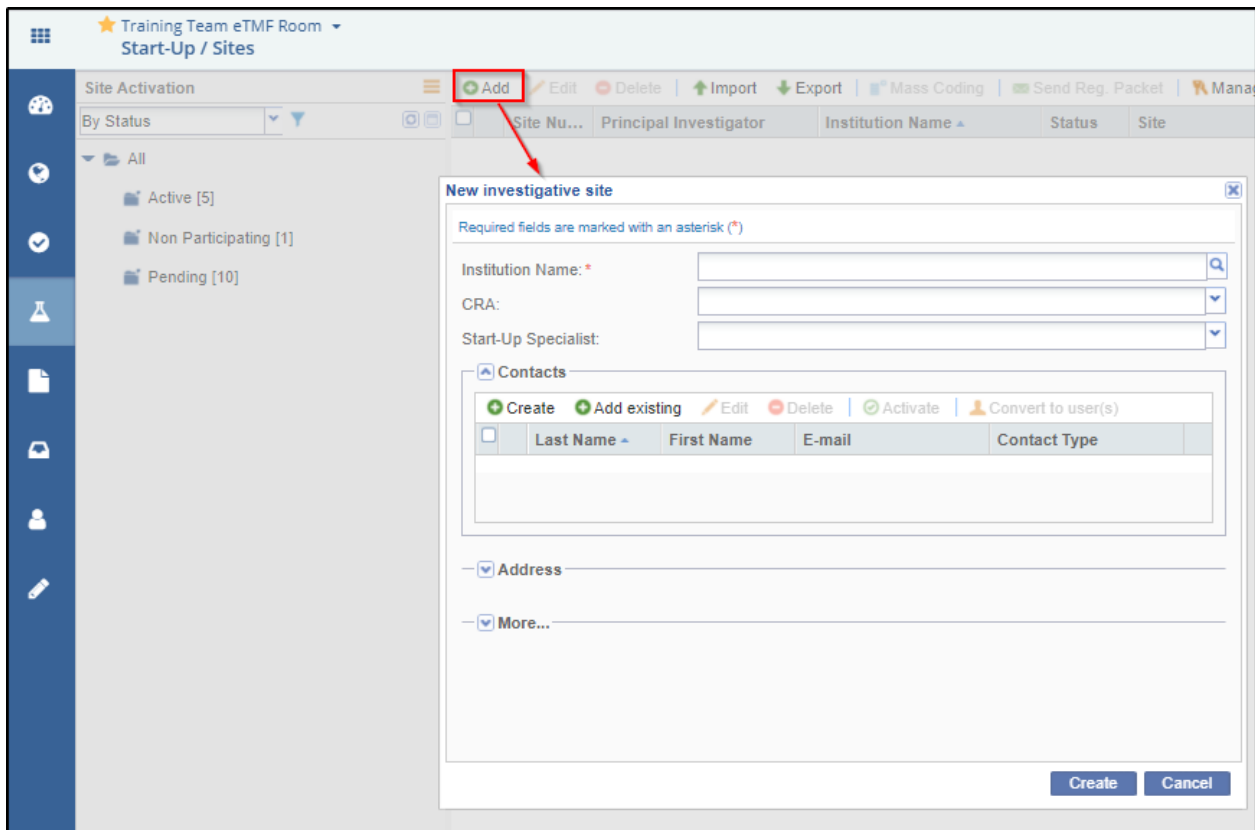 Training Team eTMF Room
Start-Up / Sites
Site Activation
Add Edit Delete Import Export Mass Coding Send Reg. Packet Manag
By Status
Site Nu... Principal Investigator Institution Name Status Site
All
Active [5]
Non Participating [1]
Pending [10]
New investigative site
Required fields are marked with an asterisk (*)
Institution Name:*
CRA:
Start-Up Specialist:
Contacts
Create Add existing Edit Delete Activate Convert to user(s)
Last Name First Name E-mail Contact Type
Address
More...
Create Cancel